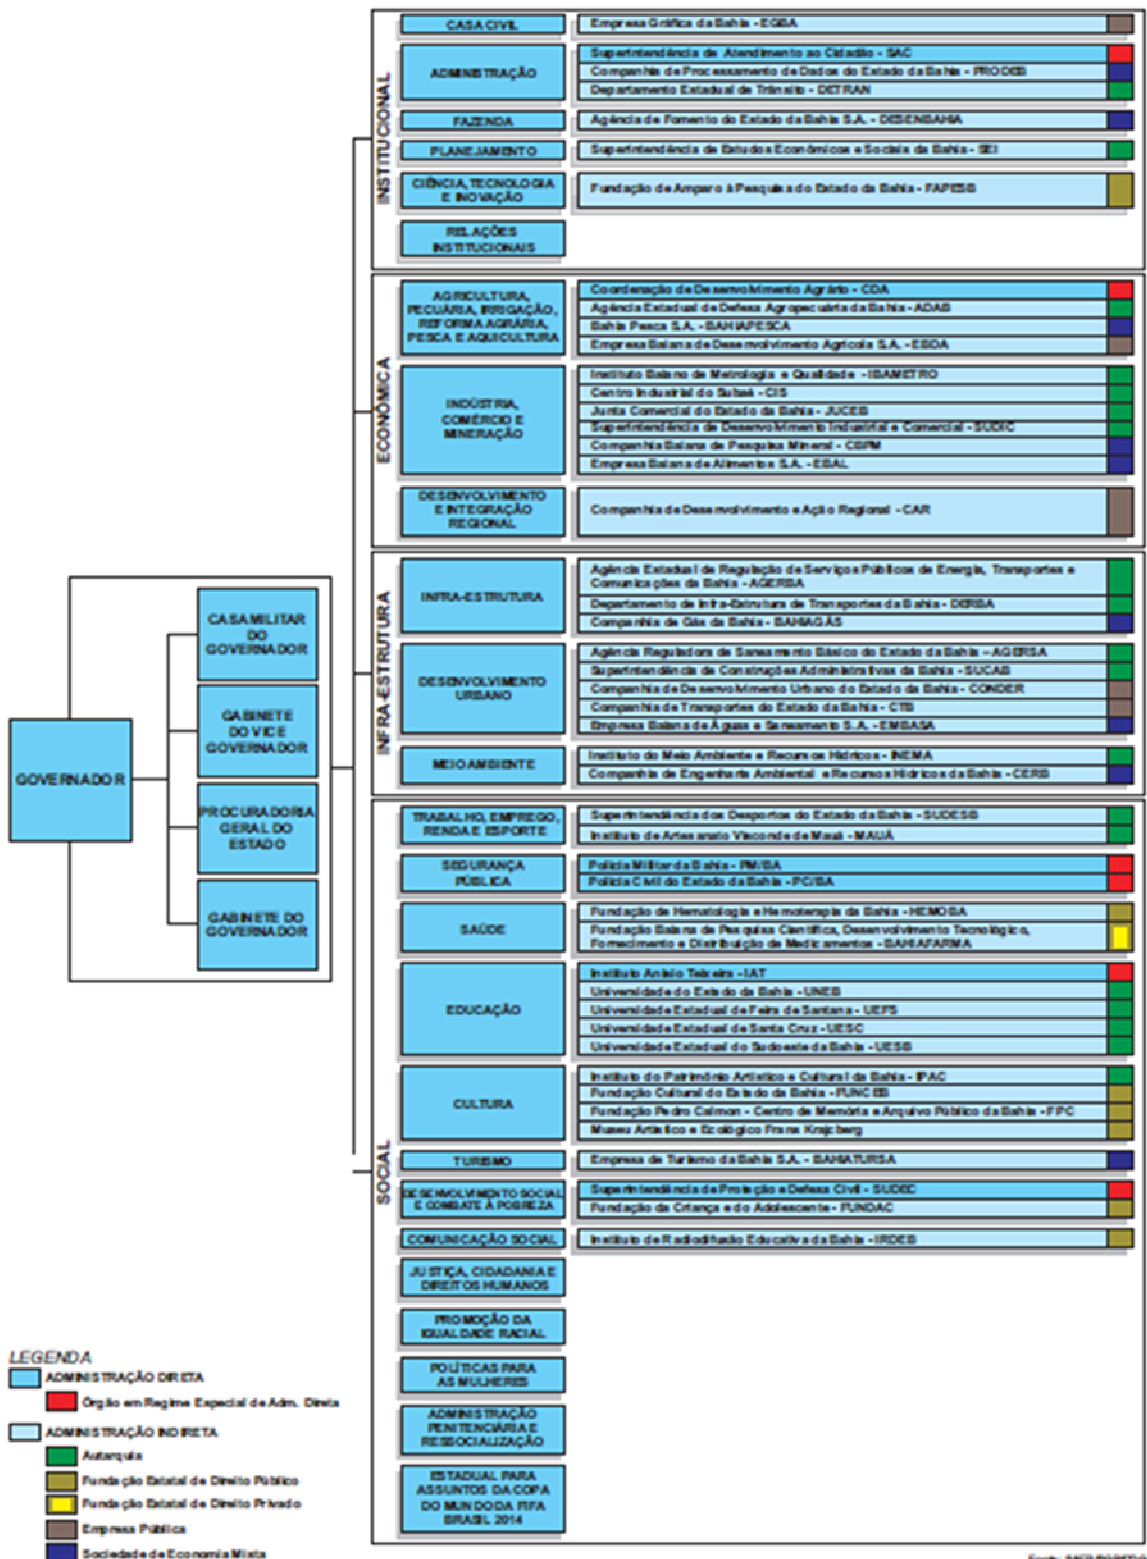 INSTITUCIONAL
CASA CIVIL
Empresa Gráfica da Bahia - EGBA
ADMINISTRAÇÃO
Superintendência de Atendimento ao Cidadão - SAC
Companhia de Processamento de Dados do Estado da Bahia - PRODEB
Departamento Estadual de Trânsito - DETRAN
FAZENDA
Agência de Fomento do Estado da Bahia S.A. - DESENBAHIA
PLANEJAMENTO
Superintendência de Estudos Econômicos e Sociais da Bahia - SEI
CIÊNCIA, TECNOLOGIA
E INOVAÇÃO
Fundação de Amparo à Pesquisa do Estado da Bahia - FAPESB
RELAÇÕES
INSTITUCIONAIS
ECONÔMICA
AGRICULTURA,
PECUÁRIA, IRRIGAÇÃO,
REFORMA AGRÁRIA,
PESCA E AQUICULTURA
Coordenação de Desenvolvimento Agrário - CDA
Agência Estadual de Defesa Agropecuária da Bahia - ADAB
Bahia Pesca S.A. - BAHIAPESCA
Empresa Baiana de Desenvolvimento Agrícola S.A. - EBDA
INDÚSTRIA,
COMÉRCIO E
MINERAÇÃO
Instituto Baiano de Metrologia e Qualidade - IBAMETRO
Centro Industrial do Subaé - CIS
Junta Comercial do Estado da Bahia - JUCEB
Superintendência de Desenvolvimento Industrial e Comercial - SUDIC
Companhia Baiana de Pesquisa Mineral - CBPM
Empresa Baiana de Alimentos S.A. - EBAL
DESENVOLVIMENTO
E INTEGRAÇÃO
REGIONAL
Companhia de Desenvolvimento e Ação Regional - CAR
INFRA-ESTRUTURA
INFRA-ESTRUTURA
Agência Estadual de Regulação de Serviços Públicos de Energia, Transportes e
Comunicações da Bahia - AGERBA
Departamento de Infra-Estrutura de Transportes da Bahia - DERBA
Companhia de Gás da Bahia - BAHIAGÁS
DESENVOLVIMENTO
URBANO
Agência Reguladora de Saneamento Básico do Estado da Bahia - AGERSA
Superintendência de Construções Administrativas da Bahia - SUCAB
Companhia de Desenvolvimento Urbano do Estado da Bahia - CONDER
Companhia de Transportes do Estado da Bahia - CTB
Empresa Baiana de Águas e Saneamento S.A. - EMBASA
MEIO AMBIENTE
Instituto do Meio Ambiente e Recursos Hídricos - INEMA
Companhia de Engenharia Ambiental e Recursos Hídricos da Bahia - CERB
GOVERNADOR
CASA MILITAR
DO
GOVERNADOR
GABINETE
DO VICE
GOVERNADOR
PROCURADORIA
GERAL DO
ESTADO
GABINETE DO
GOVERNADOR
SOCIAL
TRABALHO, EMPREGO,
RENDA E ESPORTE
Superintendência dos Desportos do Estado da Bahia - SUDESB
Instituto de Artesanato Visconde de Mauá - MAUÁ
SEGURANÇA
PÚBLICA
Polícia Militar da Bahia - PM/BA
Polícia Civil do Estado da Bahia - PC/BA
SAÚDE
Fundação de Hematologia e Hemoterapia da Bahia - HEMOBA
Fundação Baiana de Pesquisa Científica, Desenvolvimento Tecnológico,
Fornecimento e Distribuição de Medicamentos - BAHIAFARMA
EDUCAÇÃO
Instituto Anísio Teixeira - IAT
Universidade do Estado da Bahia - UNEB
Universidade Estadual de Feira de Santana - UEFS
Universidade Estadual de Santa Cruz - UESC
Universidade Estadual do Sudoeste da Bahia - UESB
CULTURA
Instituto do Patrimônio Artístico e Cultural da Bahia - IPAC
Fundação Cultural do Estado da Bahia - FUNCEB
Fundação Pedro Calmon - Centro de Memória e Arquivo Público da Bahia - FPC
Museu Artístico e Ecológico Frans Krajcberg
TURISMO
Empresa de Turismo da Bahia S.A. - BAHIATURSA
DESENVOLVIMENTO SOCIAL
E COMBATE À POBREZA
Superintendência de Proteção e Defesa Civil - SUDEC
Fundação da Criança e do Adolescente - FUNDAC
COMUNICAÇÃO SOCIAL
Instituto de Radiodifusão Educativa da Bahia - IRDEB
JUSTIÇA, CIDADANIA E
DIREITOS HUMANOS
PROMOÇÃO DA
IGUALDADE RACIAL
POLÍTICAS PARA
AS MULHERES
ADMINISTRAÇÃO
PENITENCIÁRIA E
RESSOCIALIZAÇÃO
ESTADUAL PARA
ASSUNTOS DA COPA
DO MUNDO DA FIFA
BRASIL 2014
LEGENDA
ADMINISTRAÇÃO DIRETA
Órgão em Regime Especial de Adm. Direta
ADMINISTRAÇÃO INDIRETA
Autarquia
Fundação Estatal de Direito Público
Fundação Estatal de Direito Privado
Empresa Pública
Sociedade de Economia Mista